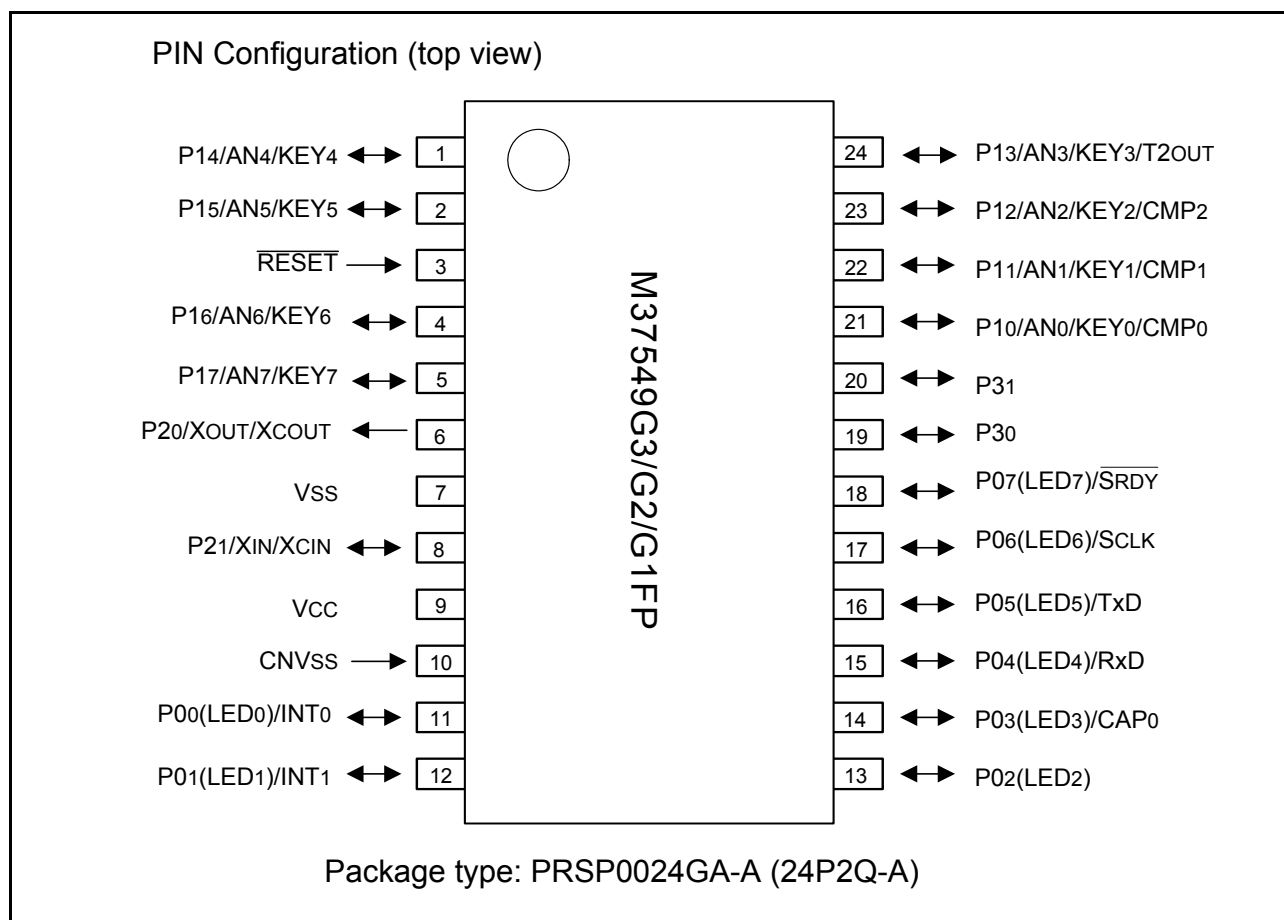 PIN Configuration (top view)
P14/AN4/KEY4 1
P15/AN5/KEY5 2
RESET 3
P16/AN6/KEY6 4
P17/AN7/KEY7 5
P20/XOUT/XCOUT 6
VSS 7
P21/XIN/XCIN 8
VCC 9
CNVSS 10
P00(LED0)/INT0 11
P01(LED1)/INT1 12
M37549G3/G2/G1FP
24 P13/AN3/KEY3/T2OUT
23 P12/AN2/KEY2/CMP2
22 P11/AN1/KEY1/CMP1
21 P10/AN0/KEY0/CMP0
20 P31
19 P30
18 P07(LED7)/SRDY
17 P06(LED6)/SCLK
16 P05(LED5)/TxD
15 P04(LED4)/RxD
14 P03(LED3)/CAP0
13 P02(LED2)
Package type: PRSP0024GA-A (24P2Q-A)